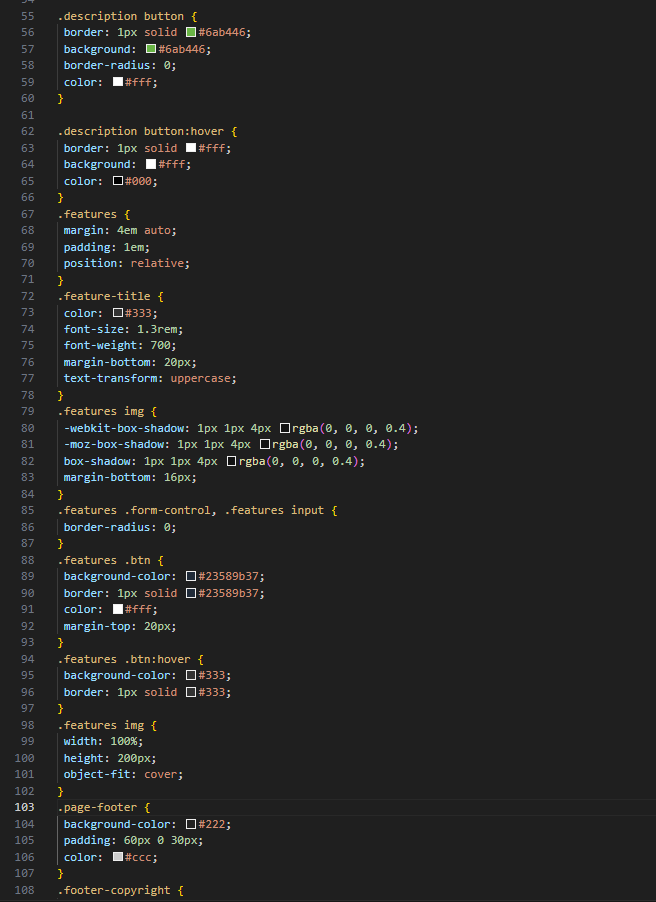 55 .description button {
56 border: 1px solid #6ab446;
57 background: #6ab446;
58 border-radius: 0;
59 color: #fff;
60 }
61
62 .description button:hover {
63 border: 1px solid #fff;
64 background: #fff;
65 color: #000;
66 }
67 .features {
68 margin: 4em auto;
69 padding: 1em;
70 position: relative;
71 }
72 .feature-title {
73 color: #333;
74 font-size: 1.3rem;
75 font-weight: 700;
76 margin-bottom: 20px;
77 text-transform: uppercase;
78 }
79 .features img {
80 -webkit-box-shadow: 1px 1px 4px rgba(0, 0, 0, 0.4);
81 -moz-box-shadow: 1px 1px 4px rgba(0, 0, 0, 0.4);
82 box-shadow: 1px 1px 4px rgba(0, 0, 0, 0.4);
83 margin-bottom: 16px;
84 }
85 .features .form-control, .features input {
86 border-radius: 0;
87 }
88 .features .btn {
89 background-color: #23589b37;
90 border: 1px solid #23589b37;
91 color: #fff;
92 margin-top: 20px;
93 }
94 .features .btn:hover {
95 background-color: #333;
96 border: 1px solid #333;
97 }
98 .features img {
99 width: 100%;
100 height: 200px;
101 object-fit: cover;
102 }
103 .page-footer {
104 background-color: #222;
105 padding: 60px 0 30px;
106 color: #ccc;
107 }
108 .footer-copyright {